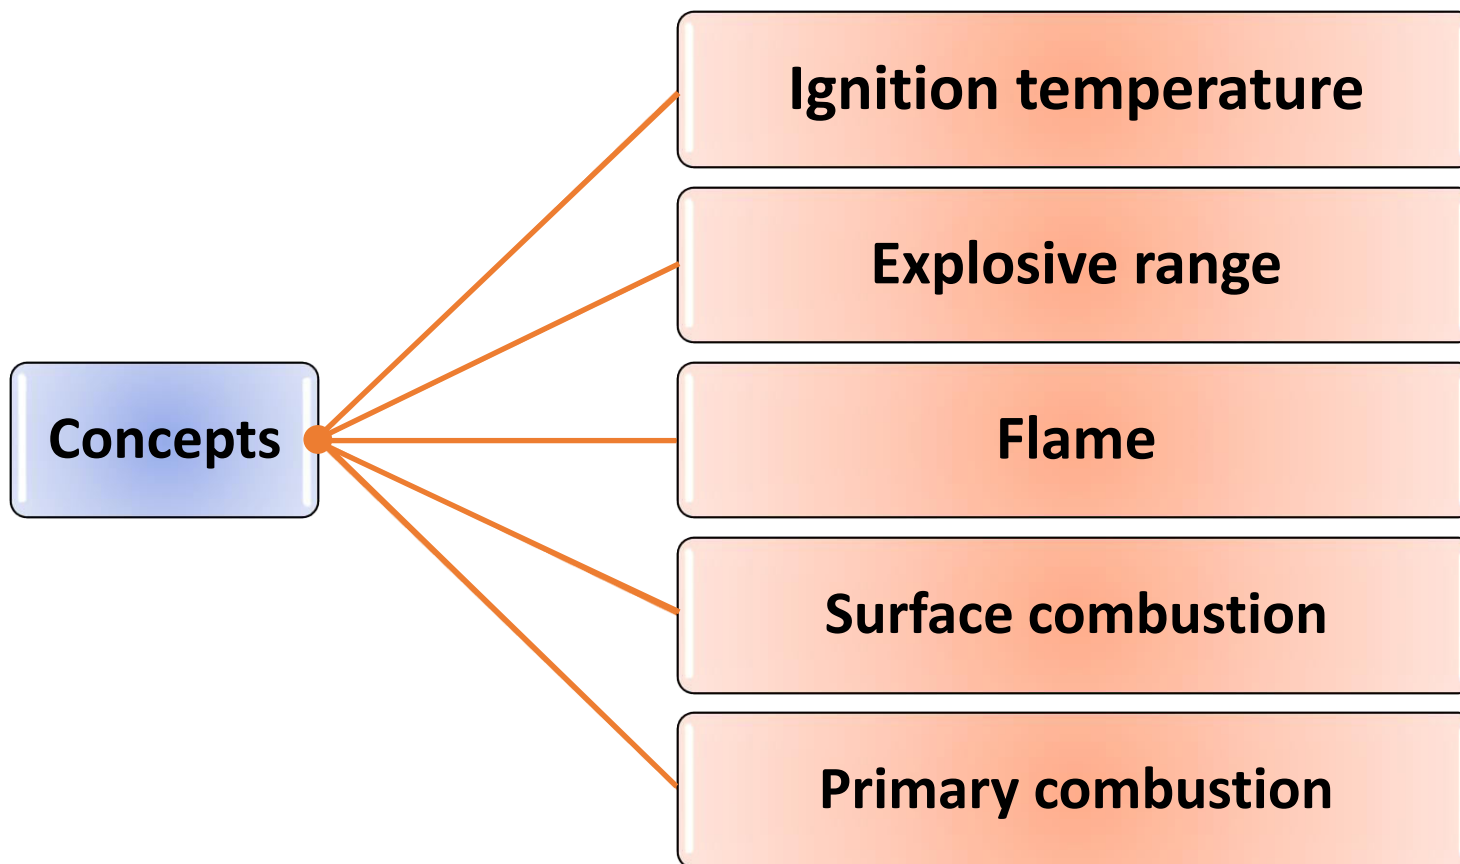 Ignition temperature
Explosive range
Concepts
Flame
Surface combustion
Primary combustion